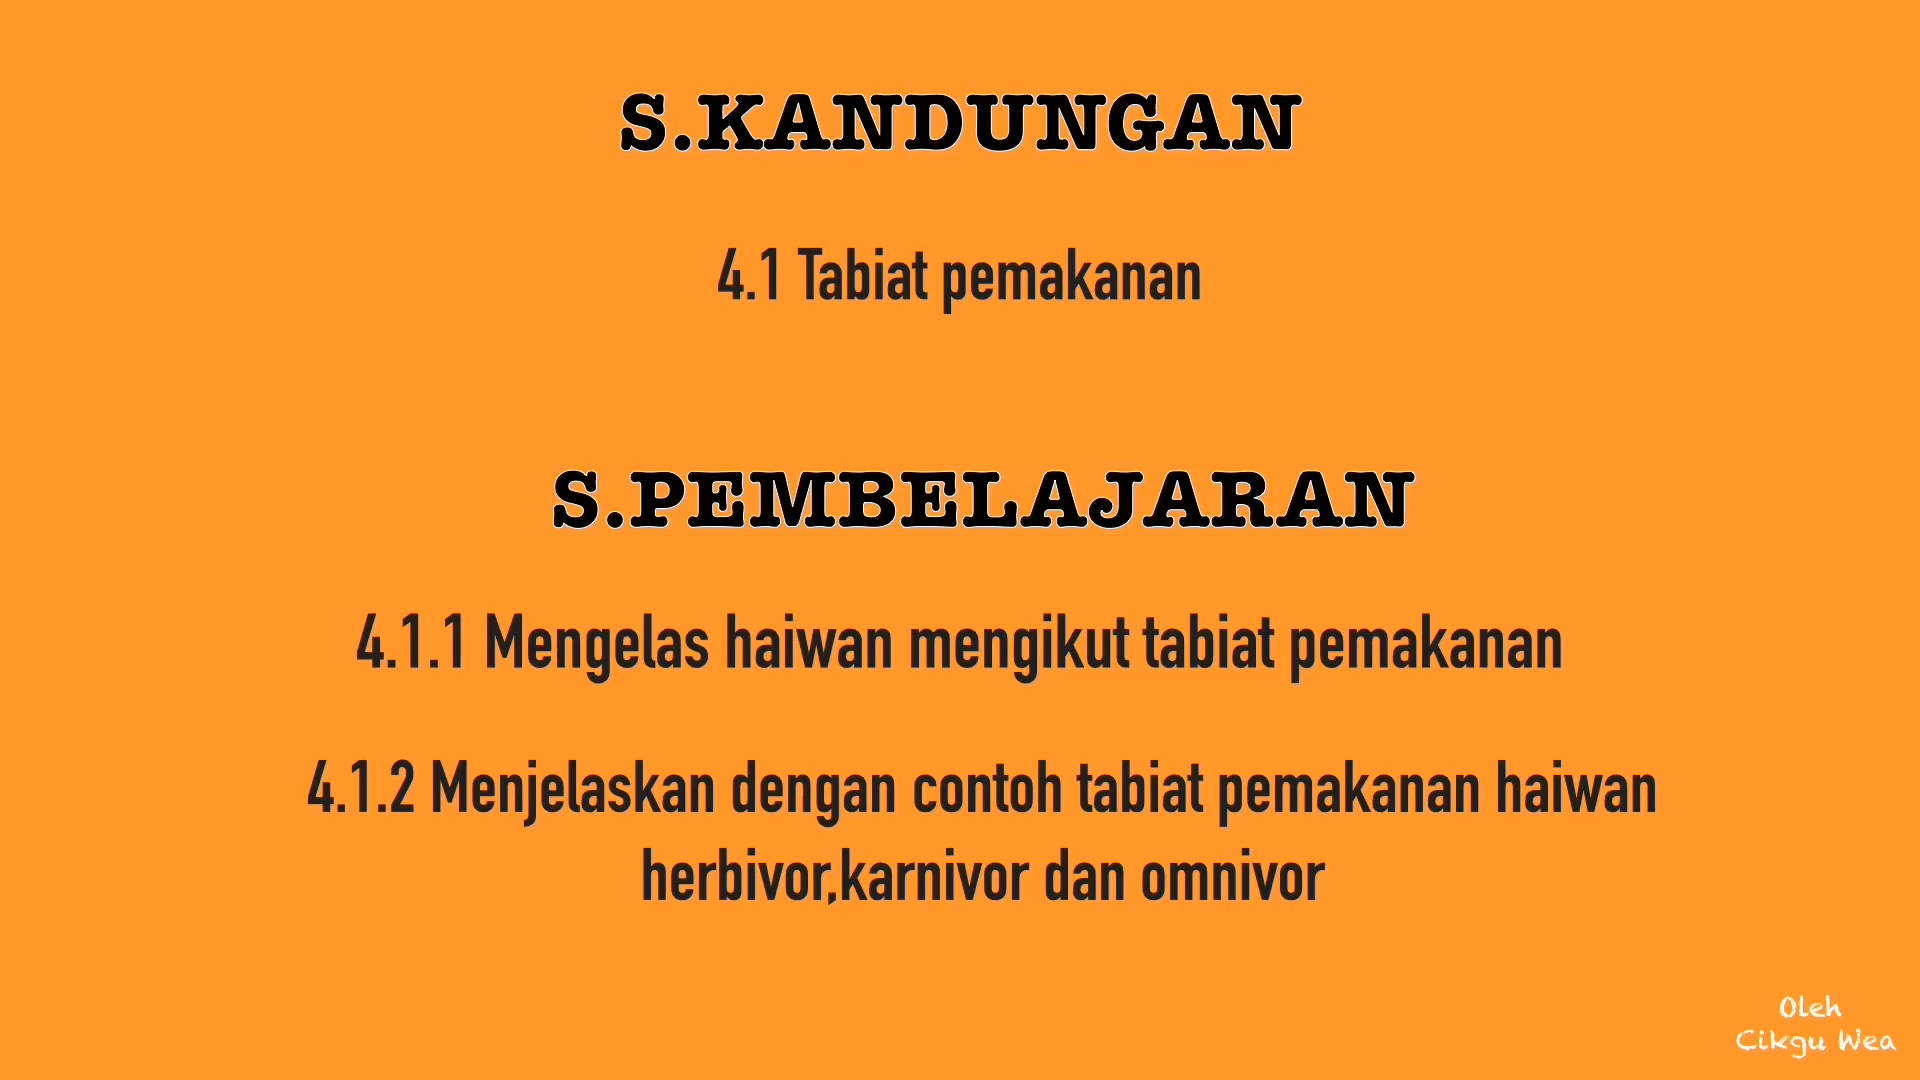 S.KANDUNGAN
4.1 Tabiat pemakanan
S.PEMBELAJARAN
4.1.1 Mengelas haiwan mengikut tabiat pemakanan
4.1.2 Menjelaskan dengan contoh tabiat pemakanan haiwan
herbivor,karnivor dan omnivor
Oleh
Cikgu Wea